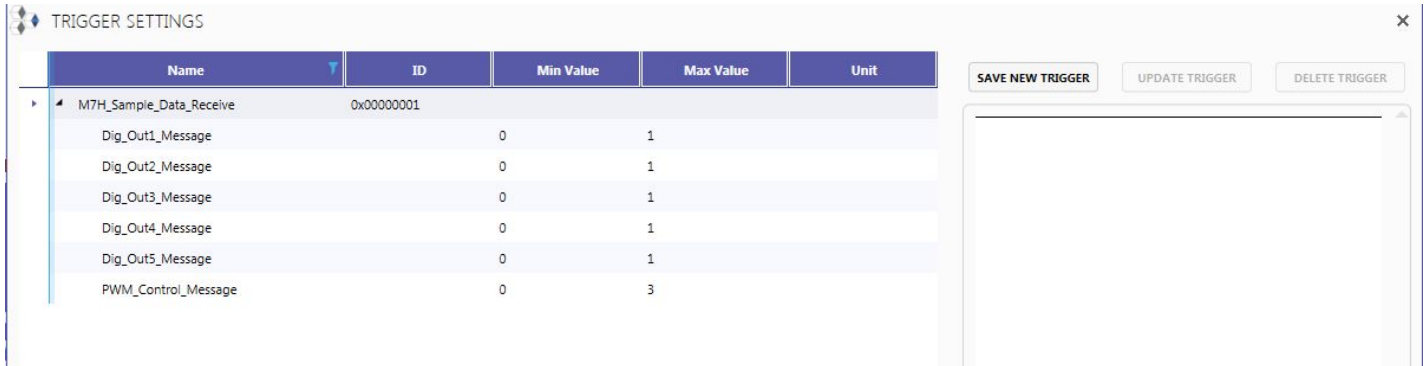 TRIGGER SETTINGS
Name ID Min Value Max Value Unit
SAVE NEW TRIGGER UPDATE TRIGGER DELETE TRIGGER
M7H_Sample_Data_Receive 0x00000001
Dig_Out1_Message 0 1
Dig_Out2_Message 0 1
Dig_Out3_Message 0 1
Dig_Out4_Message 0 1
Dig_Out5_Message 0 1
PWM_Control_Message 0 3